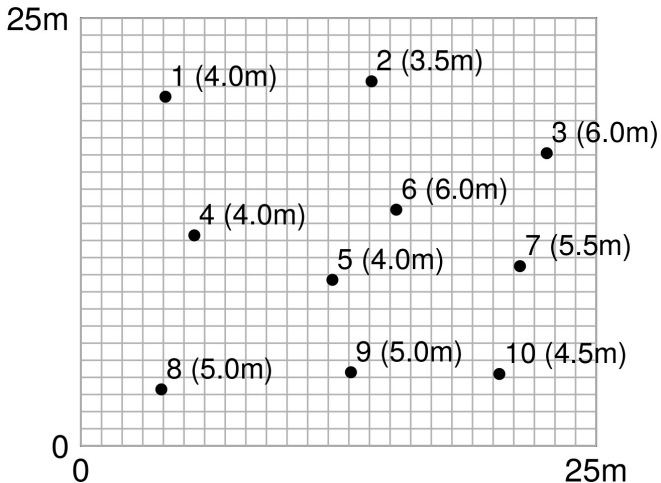 25m
2 (3.5m)
1 (4.0m)
3 (6.0m)
6 (6.0m)
4 (4.0m)
7 (5.5m)
5 (4.0m)
9 (5.0m)
10 (4.5m)
8 (5.0m)
0
0
25m